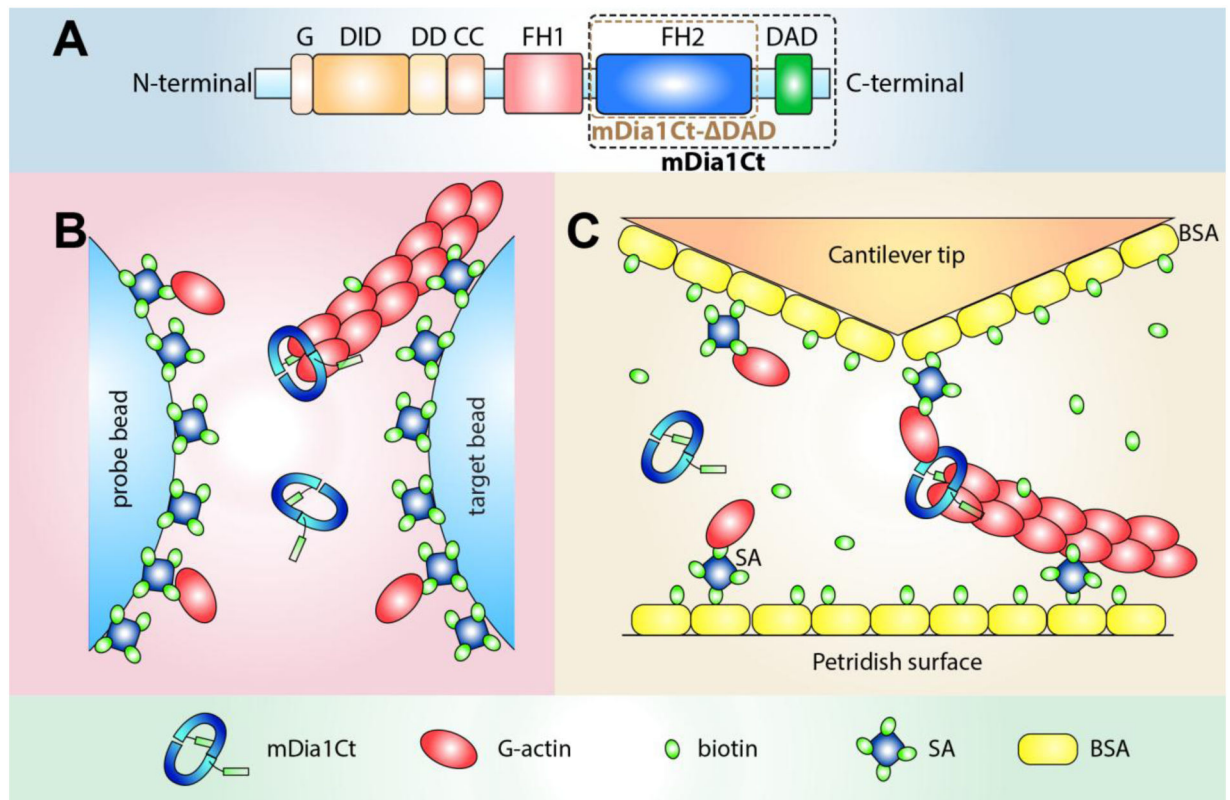 A
G DID DD CC FH1 FH2 DAD
N-terminal C-terminal
mDia1Ct-ΔDAD
mDia1Ct
B
probe bead
target bead
C
BSA
Cantilever tip
SA
Petridish surface
mDia1Ct G-actin biotin SA BSA